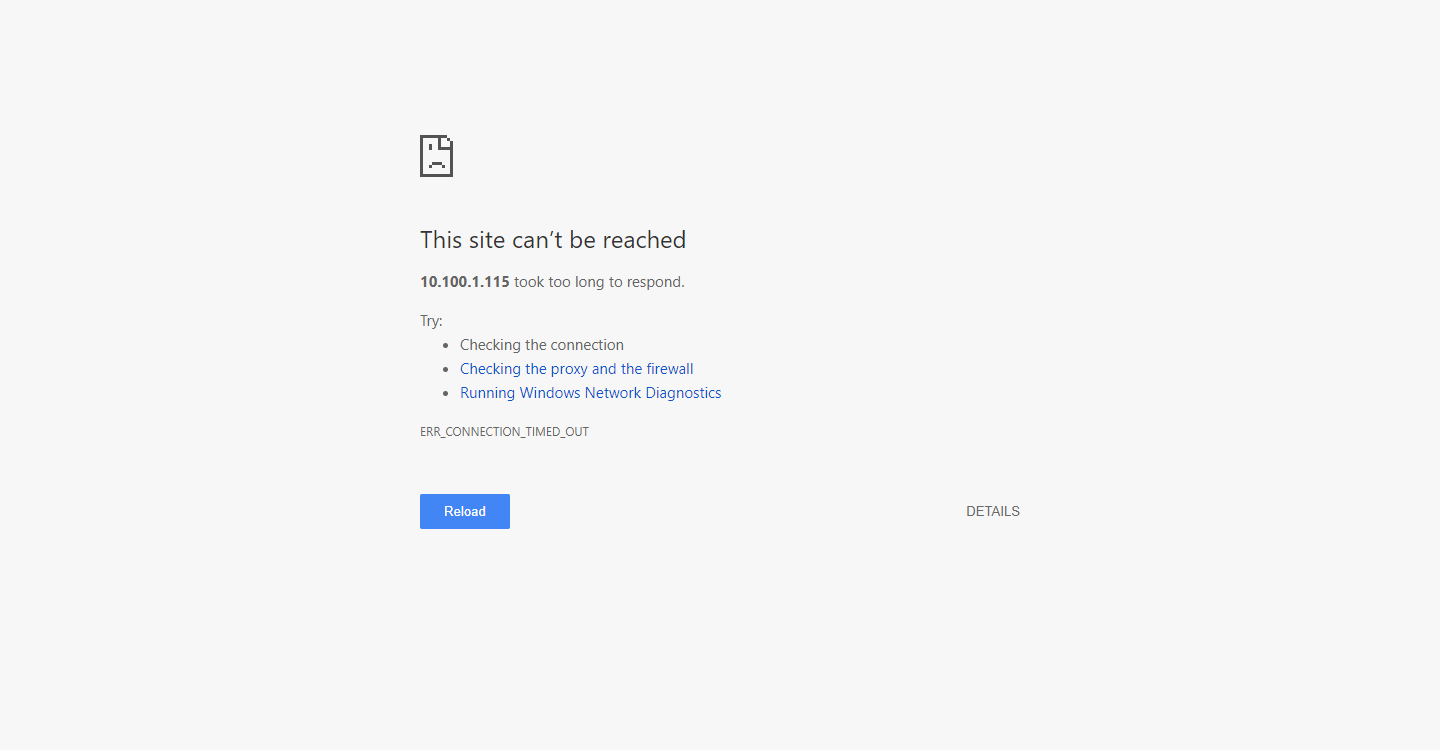 This site can’t be reached
10.100.1.115 took too long to respond.
Try:
Checking the connection
Checking the proxy and the firewall
Running Windows Network Diagnostics
ERR_CONNECTION_TIMED_OUT
Reload
DETAILS